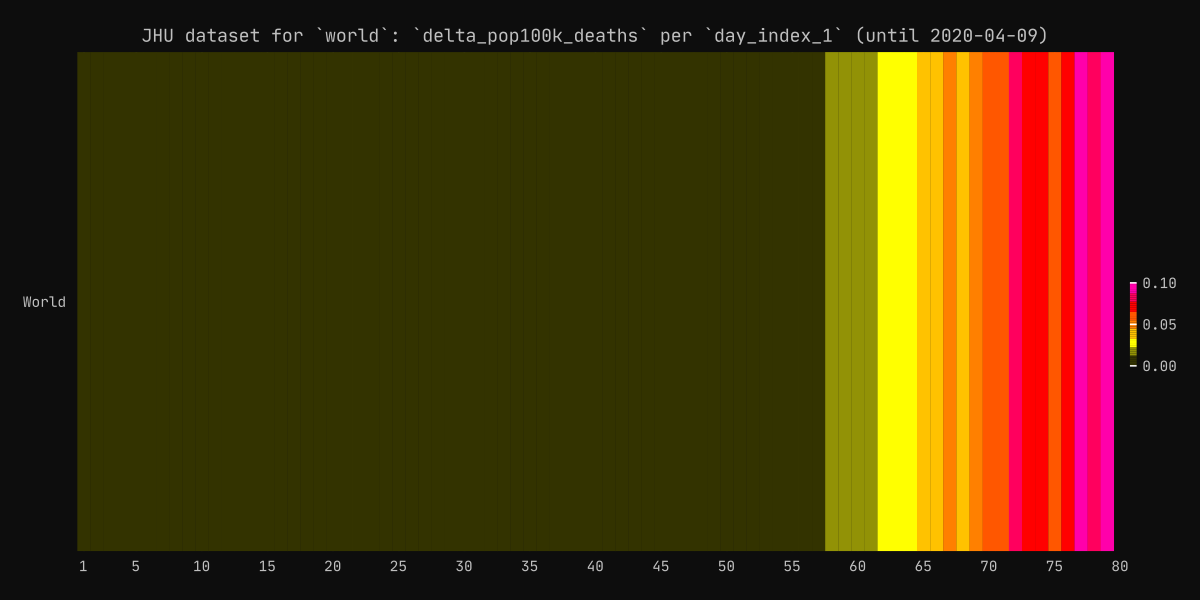 JHU dataset for `world`: `delta_pop100k_deaths` per `day_index_1` (until 2020-04-09)
World
0.10
0.05
0.00
1 5 10 15 20 25 30 35 40 45 50 55 60 65 70 75 80